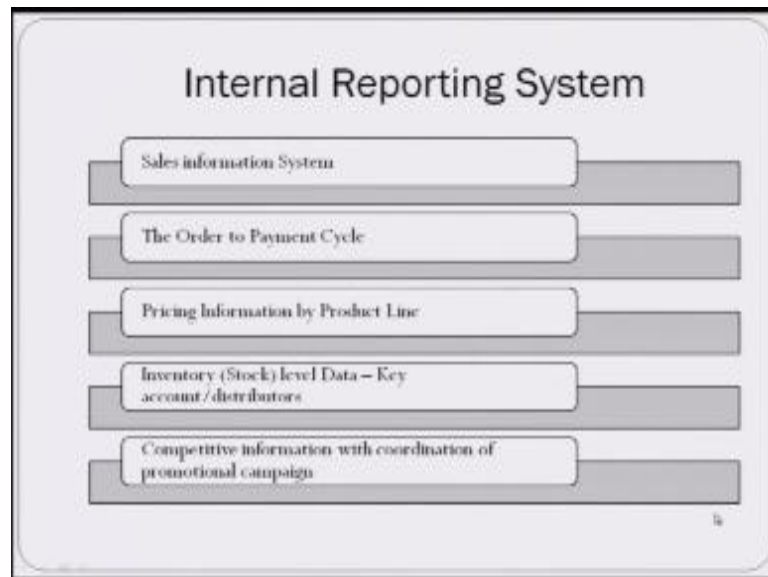 Internal Reporting System
Sales information System
The Order to Payment Cycle
Pricing Information by Product Line
Inventory (Stock) level Data – Key
account/distributors
Competitive information with coordination of
promotional campaign